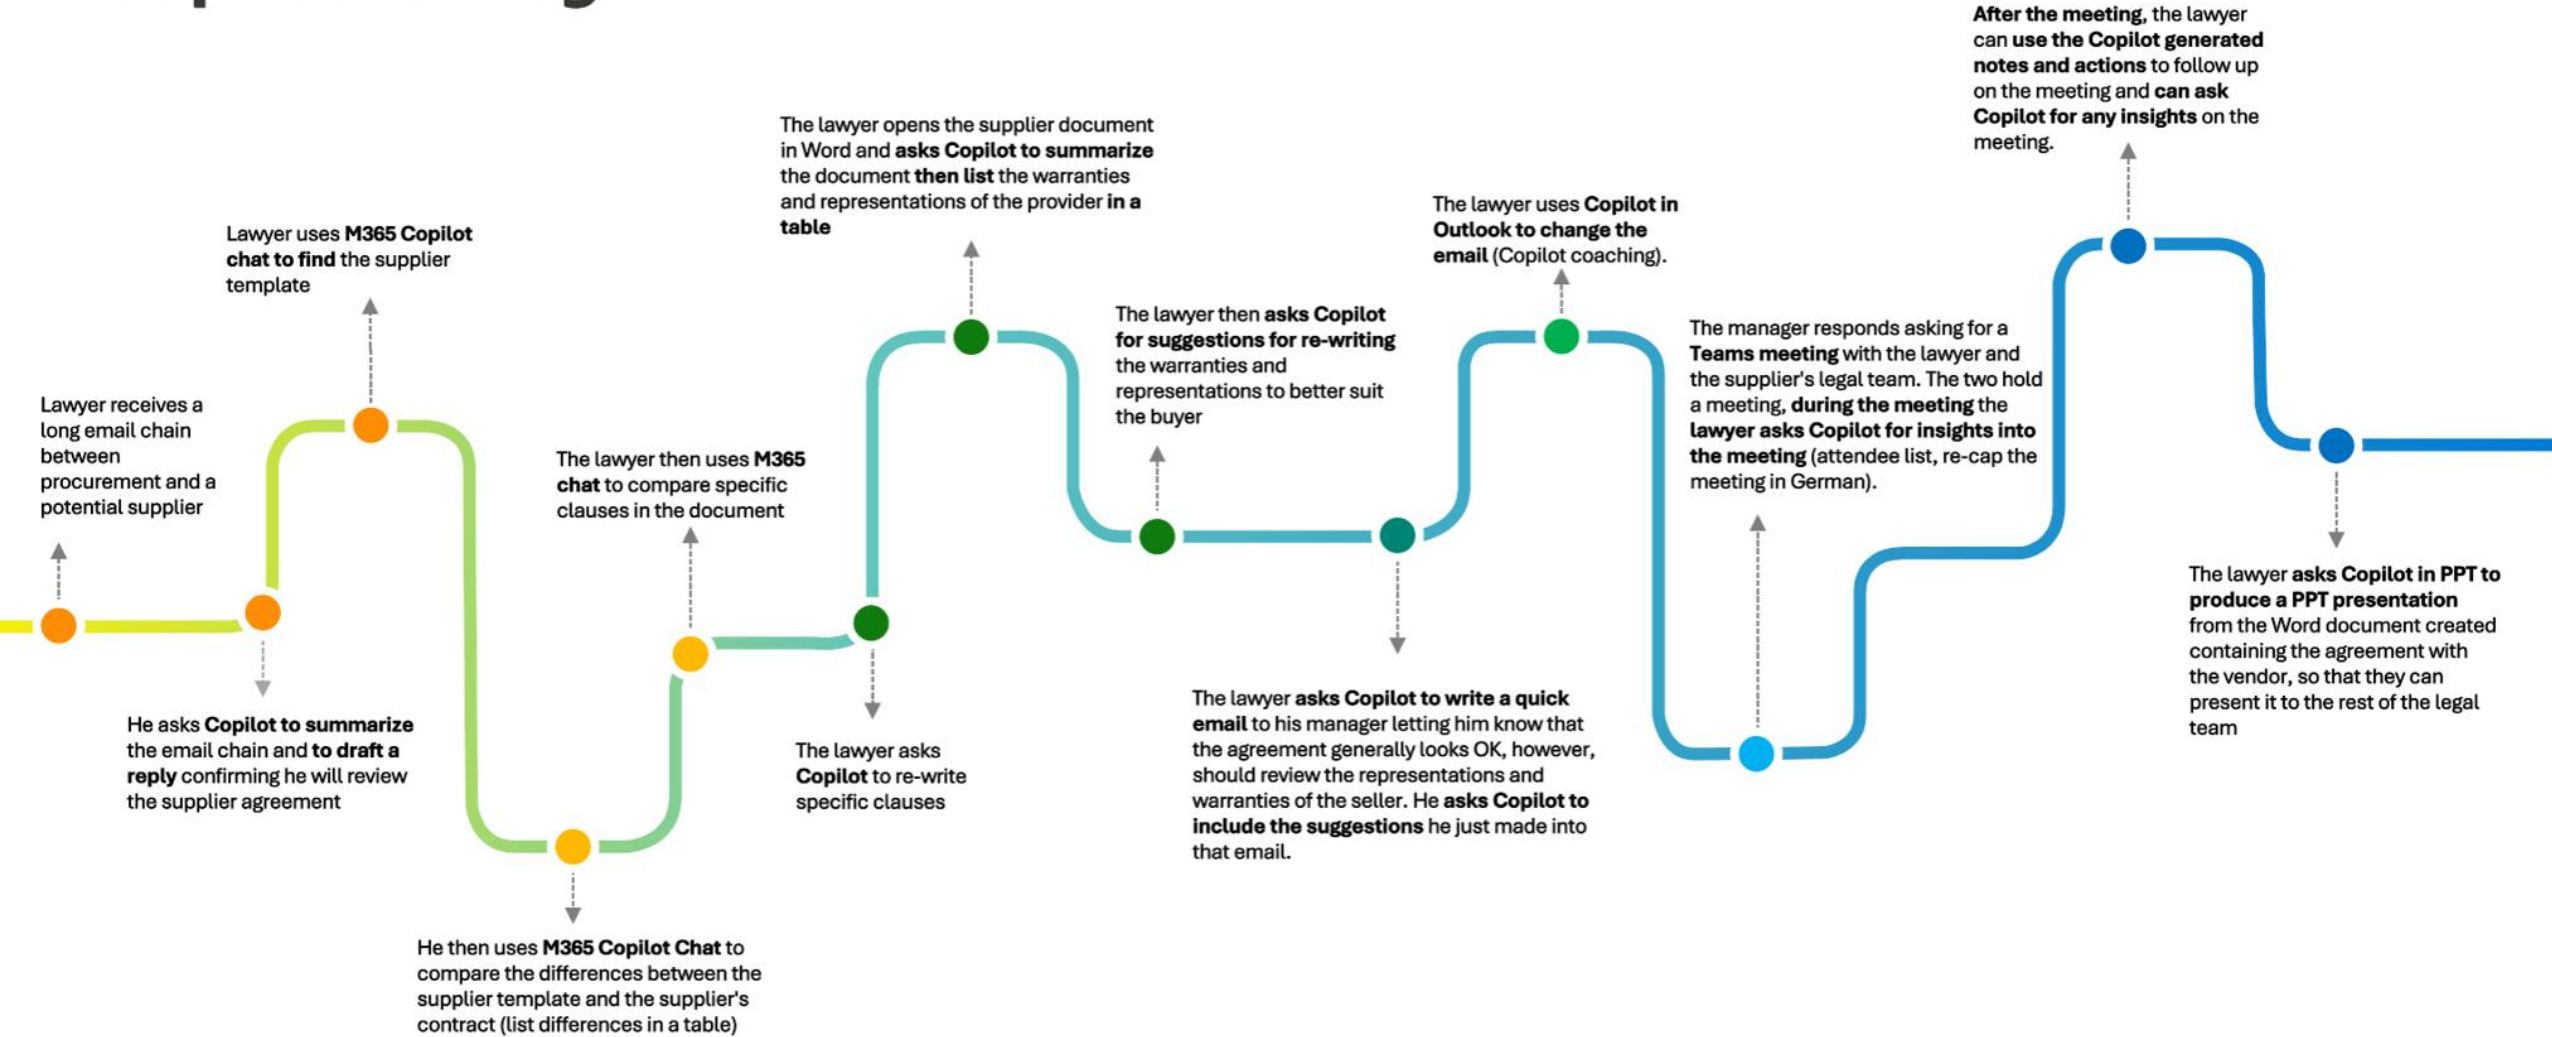 Lawyer receives a
long email chain
between
procurement and a
potential supplier
He asks Copilot to summarize
the email chain and to draft a
reply confirming he will review
the supplier agreement
Lawyer uses M365 Copilot
chat to find the supplier
template
He then uses M365 Copilot Chat to
compare the differences between the
supplier template and the supplier's
contract (list differences in a table)
The lawyer then uses M365
chat to compare specific
clauses in the document
The lawyer asks
Copilot to re-write
specific clauses
The lawyer opens the supplier document
in Word and asks Copilot to summarize
the document then list the warranties
and representations of the provider in a
table
The lawyer then asks Copilot
for suggestions for re-writing
the warranties and
representations to better suit
the buyer
The lawyer asks Copilot to write a quick
email to his manager letting him know that
the agreement generally looks OK, however,
should review the representations and
warranties of the seller. He asks Copilot to
include the suggestions he just made into
that email.
The lawyer uses Copilot in
Outlook to change the
email (Copilot coaching).
The manager responds asking for a
Teams meeting with the lawyer and
the supplier's legal team. The two hold
a meeting, during the meeting the
lawyer asks Copilot for insights into
the meeting (attendee list, re-cap the
meeting in German).
After the meeting, the lawyer
can use the Copilot generated
notes and actions to follow up
on the meeting and can ask
Copilot for any insights on the
meeting.
The lawyer asks Copilot in PPT to
produce a PPT presentation
from the Word document created
containing the agreement with
the vendor, so that they can
present it to the rest of the legal
team